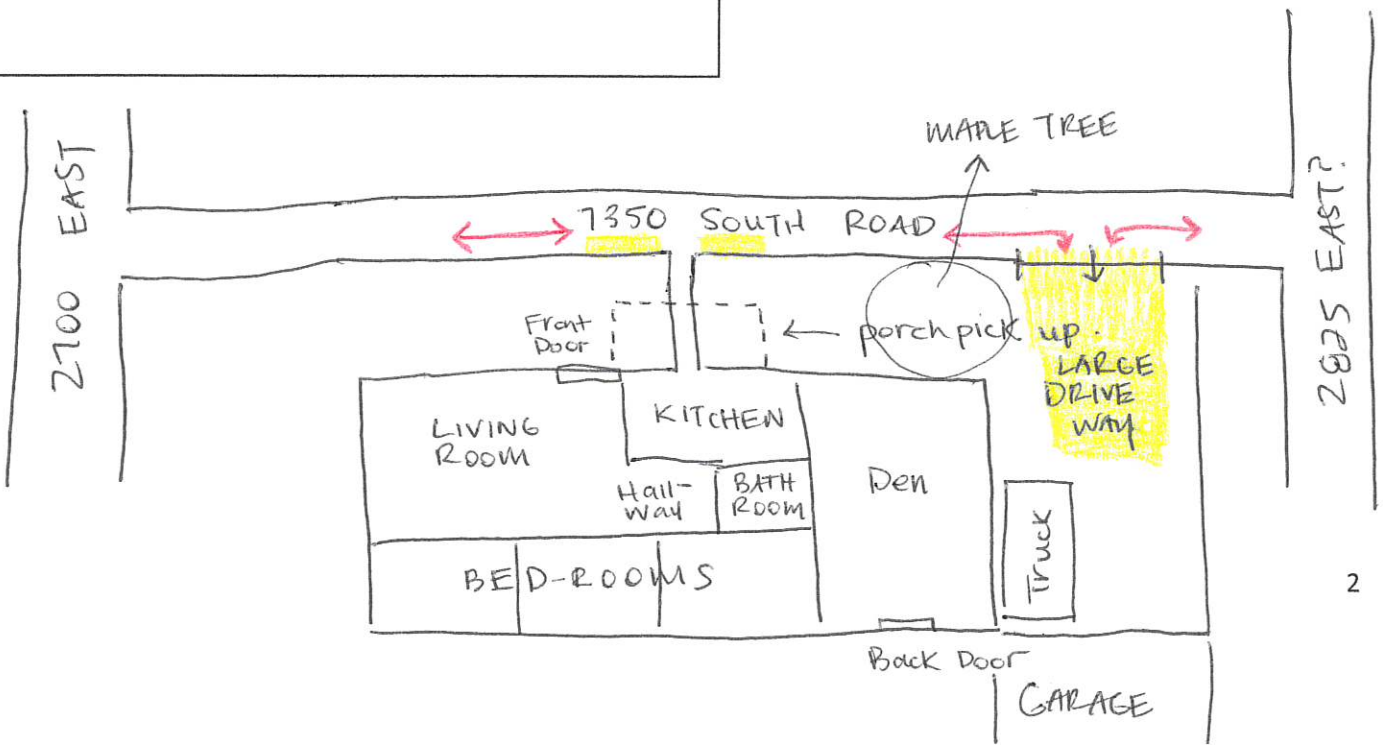 MAPLE TREE
2700 EAST
7350 SOUTH ROAD
2825 EAST?
Front
Door
← porch pick up.
LARGE
DRIVE
WAY
LIVING
ROOM
KITCHEN
Hall-
way
BATH
ROOM
Den
BED-ROOMS
Truck
2
Back Door
GARAGE